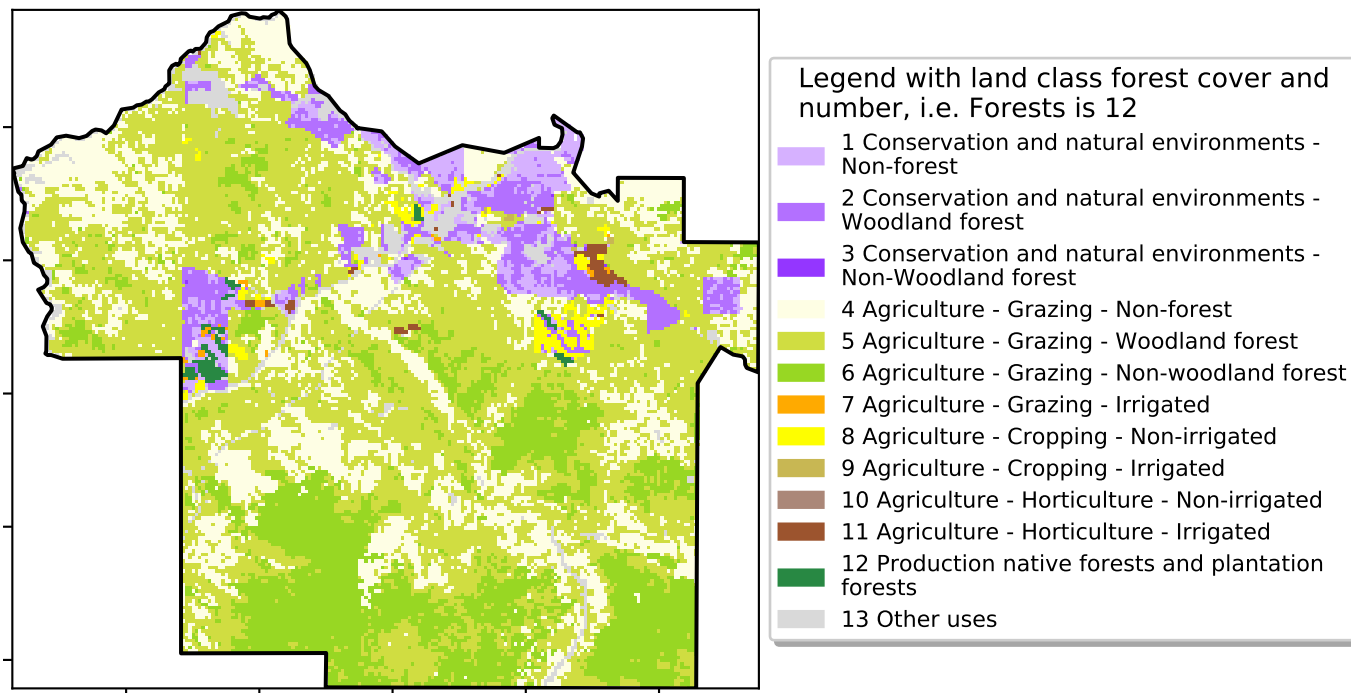 Legend with land class forest cover and
number, i.e. Forests is 12
1 Conservation and natural environments -
Non-forest
2 Conservation and natural environments -
Woodland forest
3 Conservation and natural environments -
Non-Woodland forest
4 Agriculture - Grazing - Non-forest
5 Agriculture - Grazing - Woodland forest
6 Agriculture - Grazing - Non-woodland forest
7 Agriculture - Grazing - Irrigated
8 Agriculture - Cropping - Non-irrigated
9 Agriculture - Cropping - Irrigated
10 Agriculture - Horticulture - Non-irrigated
11 Agriculture - Horticulture - Irrigated
12 Production native forests and plantation
forests
13 Other uses